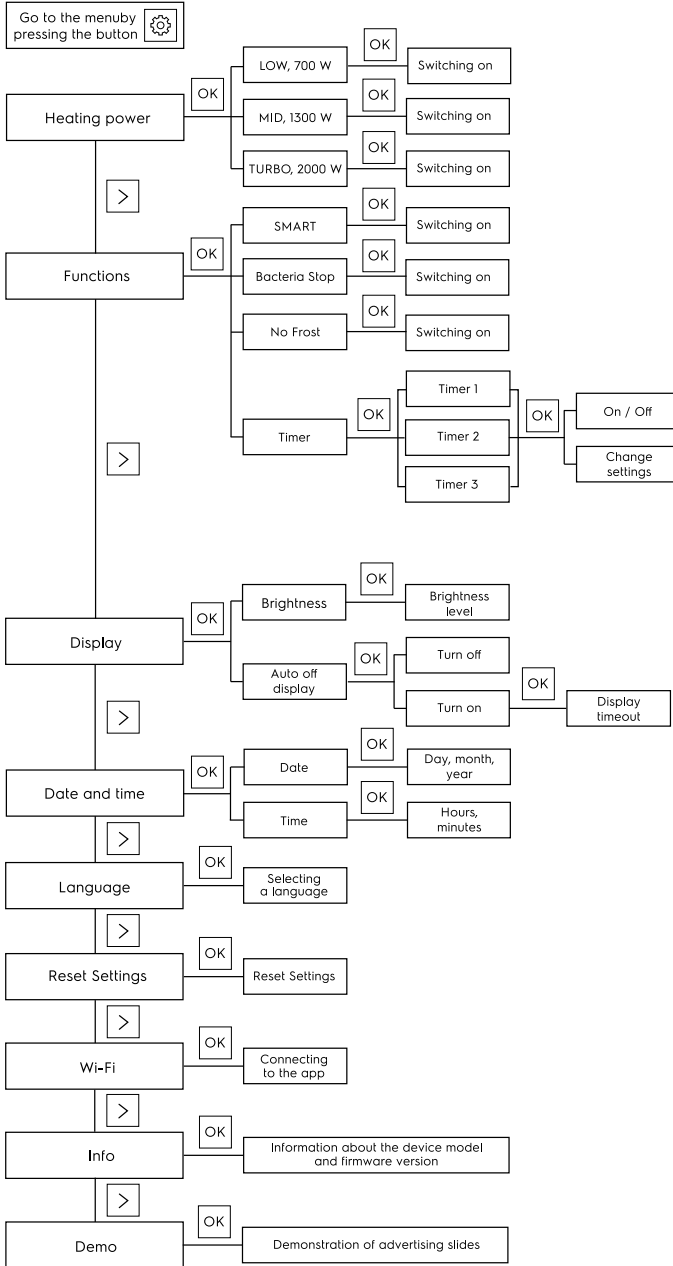 Go to the menuby
pressing the button
OK
LOW, 700 W
Switching on
OK
Heating power
OK
MID, 1300 W
Switching on
OK
TURBO, 2000 W
Switching on
>
OK
SMART
Switching on
OK
Functions
OK
Bacteria Stop
Switching on
OK
No Frost
Switching on
Timer 1
OK
OK
On / Off
Timer
Timer 2
>
Change
settings
Timer 3
OK
Brightness
Brightness
level
OK
Display
OK
Turn off
Auto off
display
OK
Turn on
Display
timeout
>
OK
Date
Day, month,
year
OK
Date and time
OK
Time
Hours,
minutes
>
OK
Language
Selecting
a language
>
OK
Reset Settings
Reset Settings
>
OK
Wi-Fi
Connecting
to the app
>
OK
Info
Information about the device model
and firmware version
>
OK
Demo
Demonstration of advertising slides